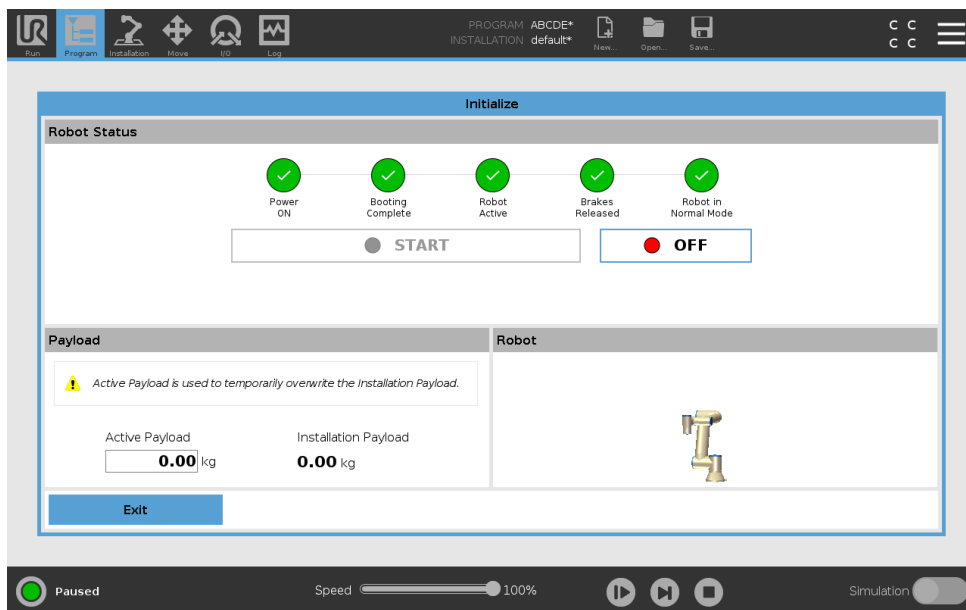 UR
PROGRAM ABCDE*
INSTALLATION default*
C C
C C
Run Program Installation Move I/O Log New... Open... Save...
Initialize
Robot Status
Power ON
Booting Complete
Robot Active
Brakes Released
Robot in Normal Mode
START
OFF
Payload
Robot
Active Payload is used to temporarily overwrite the Installation Payload.
Active Payload
Installation Payload
0.00 kg
0.00 kg
Exit
Paused
Speed
100%
Simulation